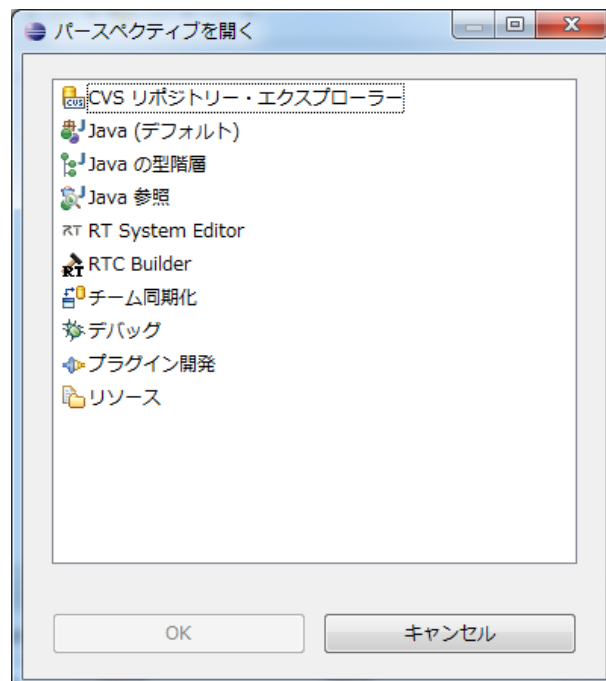 パースペクティブを開く
CVS リポジトリー・エクスプローラー
Java (デフォルト)
Java の型階層
Java 参照
RT RT System Editor
RT RTC Builder
チーム同期化
デバッグ
プラグイン開発
リソース
OK キャンセル